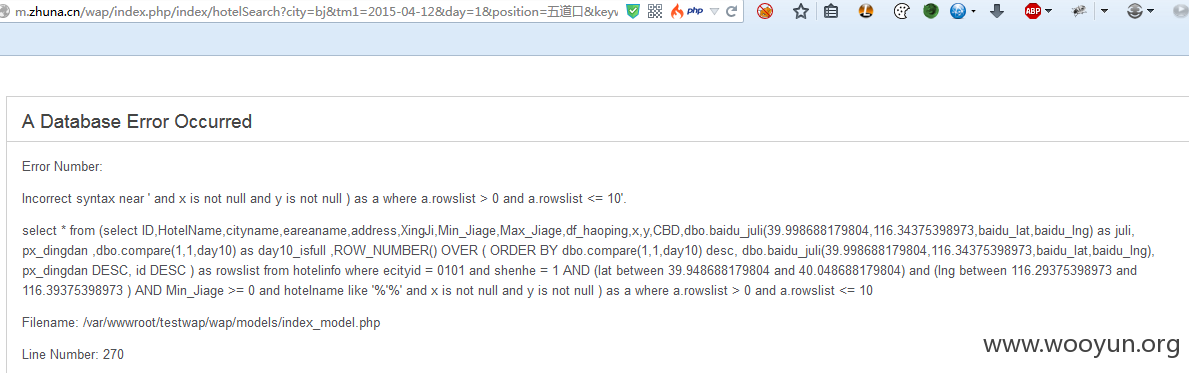 m.zhuna.cn/wap/index.php/index/hotelSearch?city=bj&tm1=2015-04-12&day=1&position=五道口&keyw
php
ABP
A Database Error Occurred
Error Number:
Incorrect syntax near ' and x is not null and y is not null ) as a where a.rowslist > 0 and a.rowslist <= 10'.
select * from (select ID,HotelName,cityname,eareaname,address,XingJi,Min_Jiage,Max_Jiage,df_haoping,x,y,CBD,dbo.baidu_juli(39.998688179804,116.34375398973,baidu_lat,baidu_lng) as juli,
px_dingdan ,dbo.compare(1,1,day10) as day10_isfull ,ROW_NUMBER() OVER ( ORDER BY dbo.compare(1,1,day10) desc, dbo.baidu_juli(39.998688179804,116.34375398973,baidu_lat,baidu_lng),
px_dingdan DESC, id DESC ) as rowslist from hotelinfo where ecityid = 0101 and shenhe = 1 AND (lat between 39.948688179804 and 40.048688179804) and (lng between 116.29375398973 and
116.39375398973 ) AND Min_Jiage >= 0 and hotelname like '%'%' and x is not null and y is not null ) as a where a.rowslist > 0 and a.rowslist <= 10
Filename: /var/wwwroot/testwap/wap/models/index_model.php
Line Number: 270
www.wooyun.org